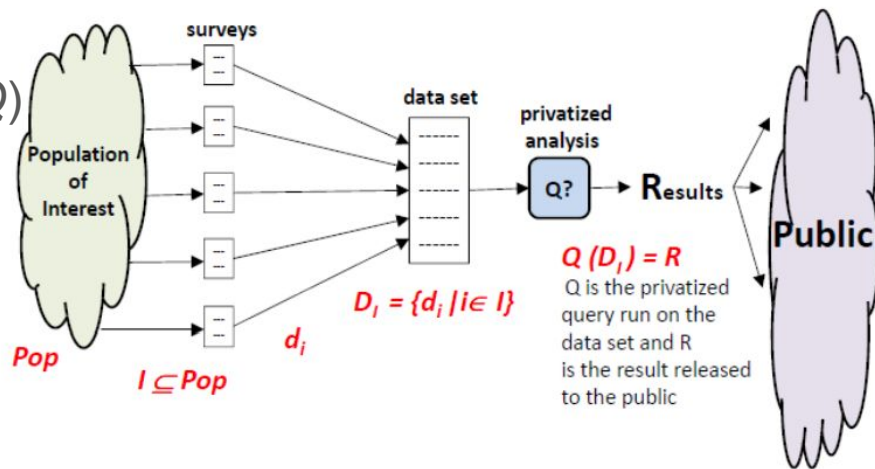 surveys
Q)
data set
privatized
analysis
Population
of
Interest
Q?
Results
Public
Q (D_I) = R
D_I = {d_i | i ∈ I}
Q is the privatized
query run on the
data set and R
is the result released
to the public
d_i
Pop
I ⊆ Pop